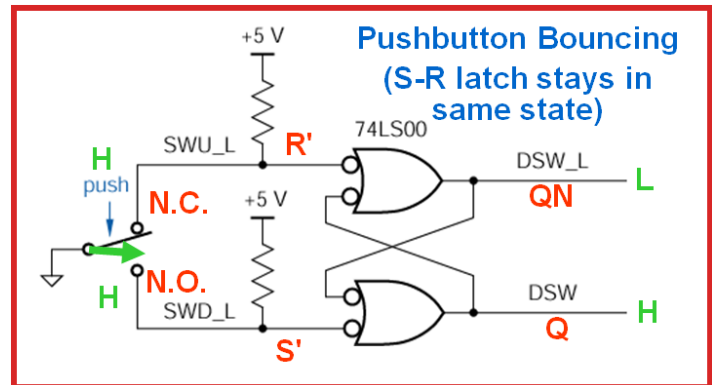 +5 V
Pushbutton Bouncing
(S-R latch stays in
same state)
74LS00
SWU_L
R'
H
push
N.C.
+5 V
DSW_L
QN
L
N.O.
H
SWD_L
S'
DSW
Q
H